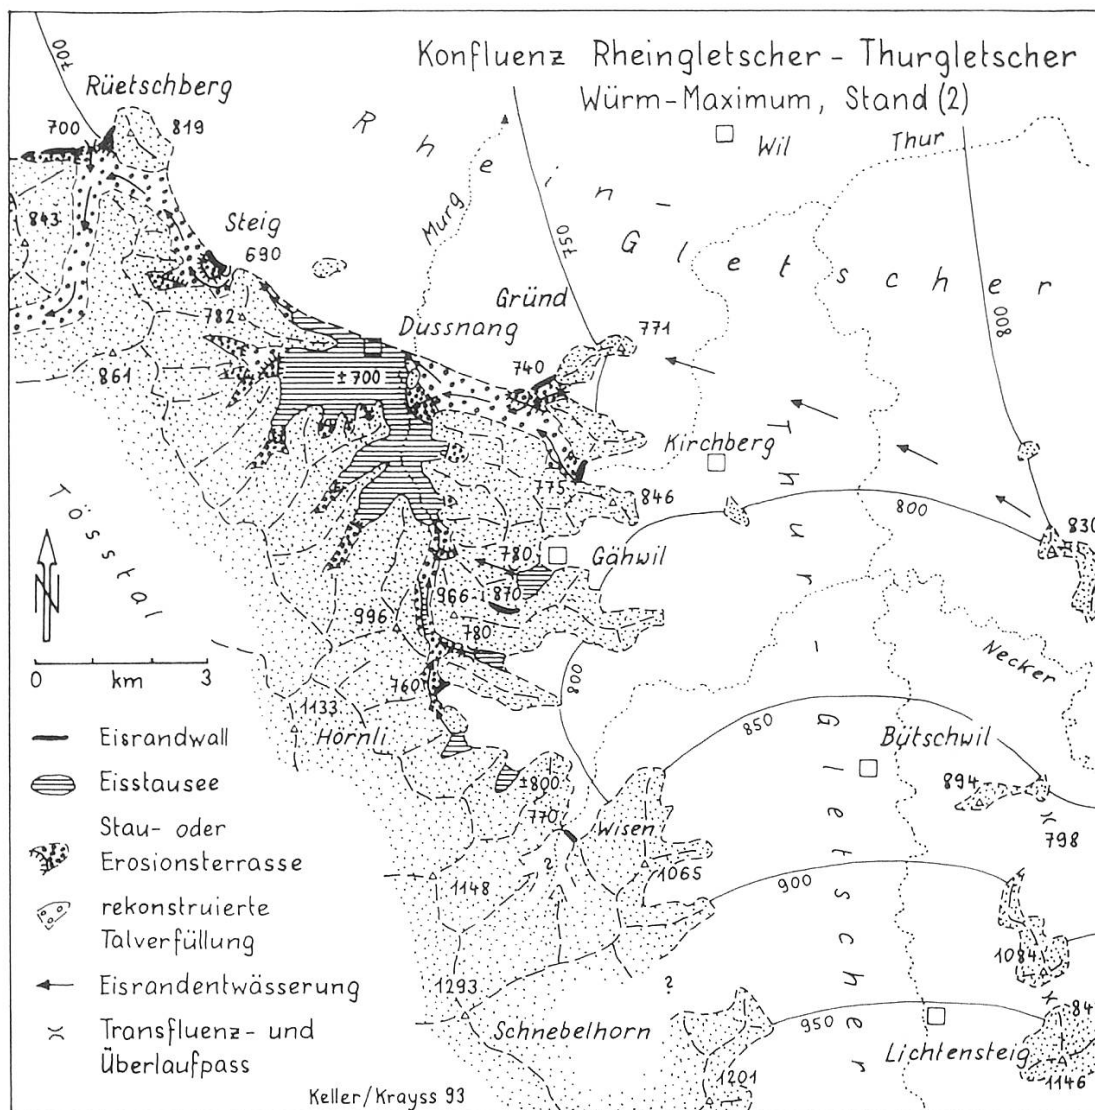 Konfluenz Rheingletscher - Thurgletscher
Würm-Maximum, Stand (2)
700
Rüetschberg
700
819
Rhein-
Gletscher
Wil
Thur
Murg
750
800
843
Steig
690
782
861
Gründ
Dussnang
771
740
±700
Kirchberg
775
846
800
830
Thur-Gletscher
Tösstal
780
Gähwil
966
870
996
780
800
Necker
N
0 km 3
760
1133
Hörnli
850
Bütschwil
894
798
±800
770
Wisen
?
1065
1148
900
1084
1293
?
Schnebelhorn
950
Lichtensteig
84
1201
1146
Eisrandwall
Eisstausee
Stau- oder
Erosionsterrasse
rekonstruierte
Talverfüllung
Eisrandentwässerung
Transfluenz- und
Überlaufpass
Keller/Krayss 93